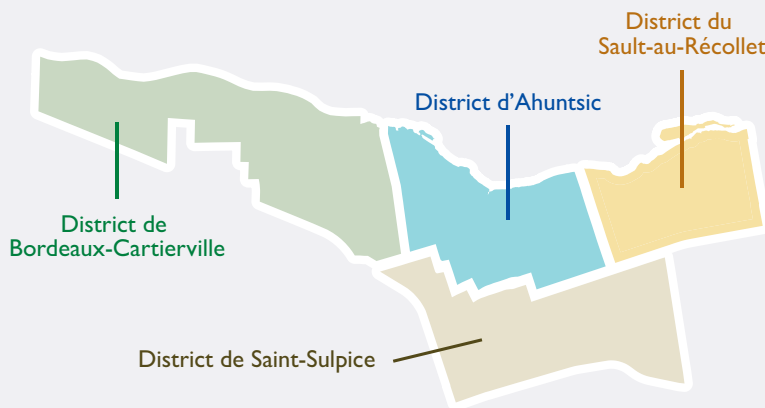 District du
Sault-au-Récollet
District d'Ahuntsic
District de
Bordeaux-Cartierville
District de Saint-Sulpice